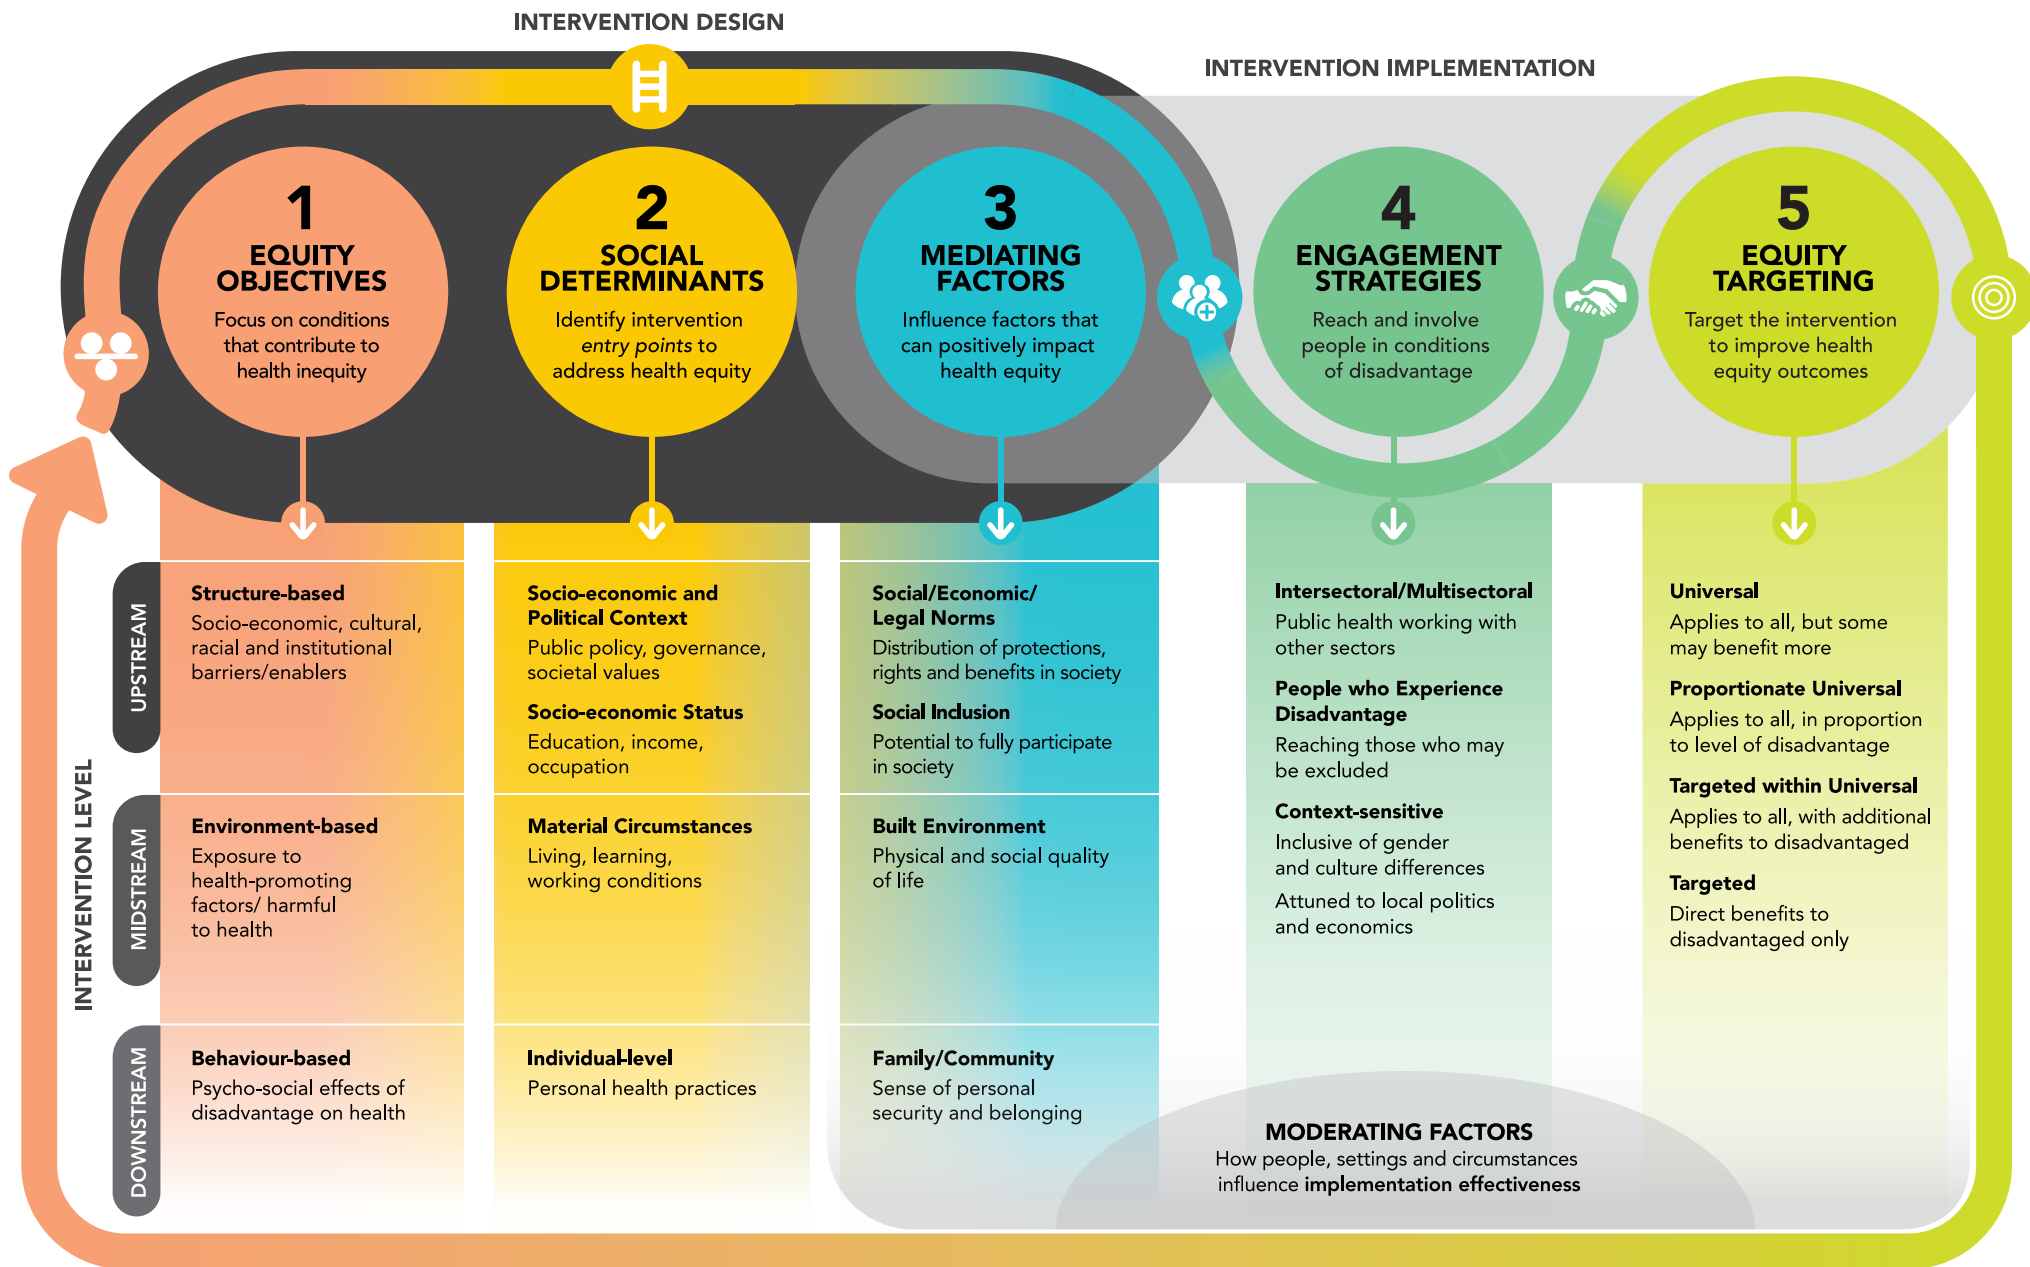 INTERVENTION DESIGN
INTERVENTION IMPLEMENTATION
1
EQUITY
OBJECTIVES
Focus on conditions
that contribute to
health inequity
2
SOCIAL
DETERMINANTS
Identify intervention
entry points to
address health equity
3
MEDIATING
FACTORS
Influence factors that
can positively impact
health equity
4
ENGAGEMENT
STRATEGIES
Reach and involve
people in conditions
of disadvantage
5
EQUITY
TARGETING
Target the intervention
to improve health
equity outcomes
INTERVENTION LEVEL
UPSTREAM
Structure-based
Socio-economic, cultural,
racial and institutional
barriers/enablers
Socio-economic and
Political Context
Public policy, governance,
societal values
Socio-economic Status
Education, income,
occupation
Social/Economic/
Legal Norms
Distribution of protections,
rights and benefits in society
Social Inclusion
Potential to fully participate
in society
MIDSTREAM
Environment-based
Exposure to
health-promoting
factors/ harmful
to health
Material Circumstances
Living, learning,
working conditions
Built Environment
Physical and social quality
of life
DOWNSTREAM
Behaviour-based
Psycho-social effects of
disadvantage on health
Individual-level
Personal health practices
Family/Community
Sense of personal
security and belonging
Intersectoral/Multisectoral
Public health working with
other sectors
People who Experience
Disadvantage
Reaching those who may
be excluded
Context-sensitive
Inclusive of gender
and culture differences
Attuned to local politics
and economics
Universal
Applies to all, but some
may benefit more
Proportionate Universal
Applies to all, in proportion
to level of disadvantage
Targeted within Universal
Applies to all, with additional
benefits to disadvantaged
Targeted
Direct benefits to
disadvantaged only
MODERATING FACTORS
How people, settings and circumstances
influence implementation effectiveness